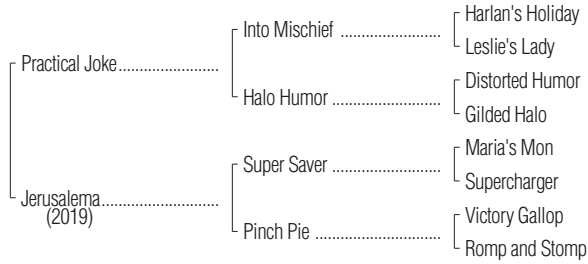 Harlan's Holiday
Into Mischief ....................
Leslie's Lady
Practical Joke....................
Distorted Humor
Halo Humor ......................
Gilded Halo
Maria's Mon
Super Saver ......................
Supercharger
Jerusalema.......................
(2019)
Victory Gallop
Pinch Pie .........................
Romp and Stomp